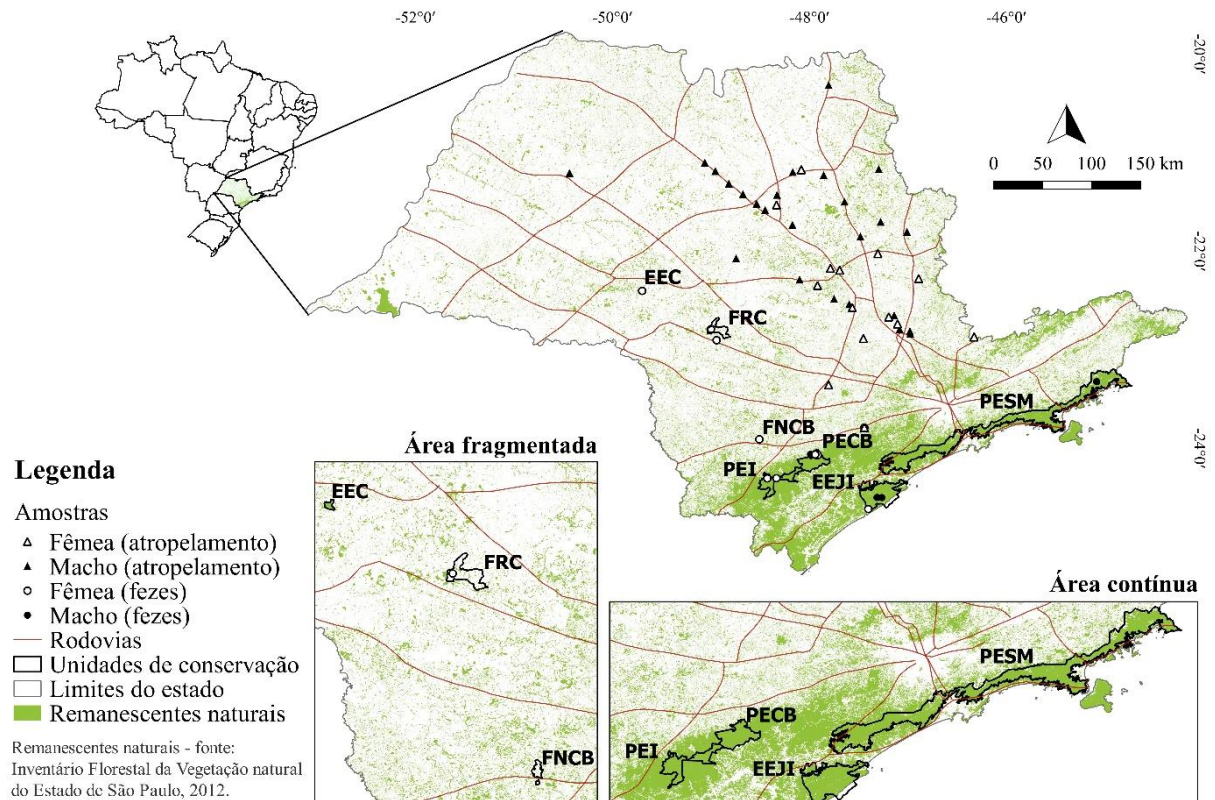 -52°0′ -50°0′ -48°0′ -46°0′
-20°0′
0 50 100 150 km
-22°0′
EEC
FRC
PESM
FNCB
PECB
-24°0′
PEI
EEJI
Legenda
Amostras
Fêmea (atropelamento)
Macho (atropelamento)
Fêmea (fezes)
Macho (fezes)
Rodovias
Unidades de conservação
Limites do estado
Remanescentes naturais
Remanescentes naturais - fonte:
Inventário Florestal da Vegetação natural
do Estado de São Paulo, 2012.
Área fragmentada
EEC
FRC
FNCB
Área contínua
PESM
PECB
PEI
EEJI